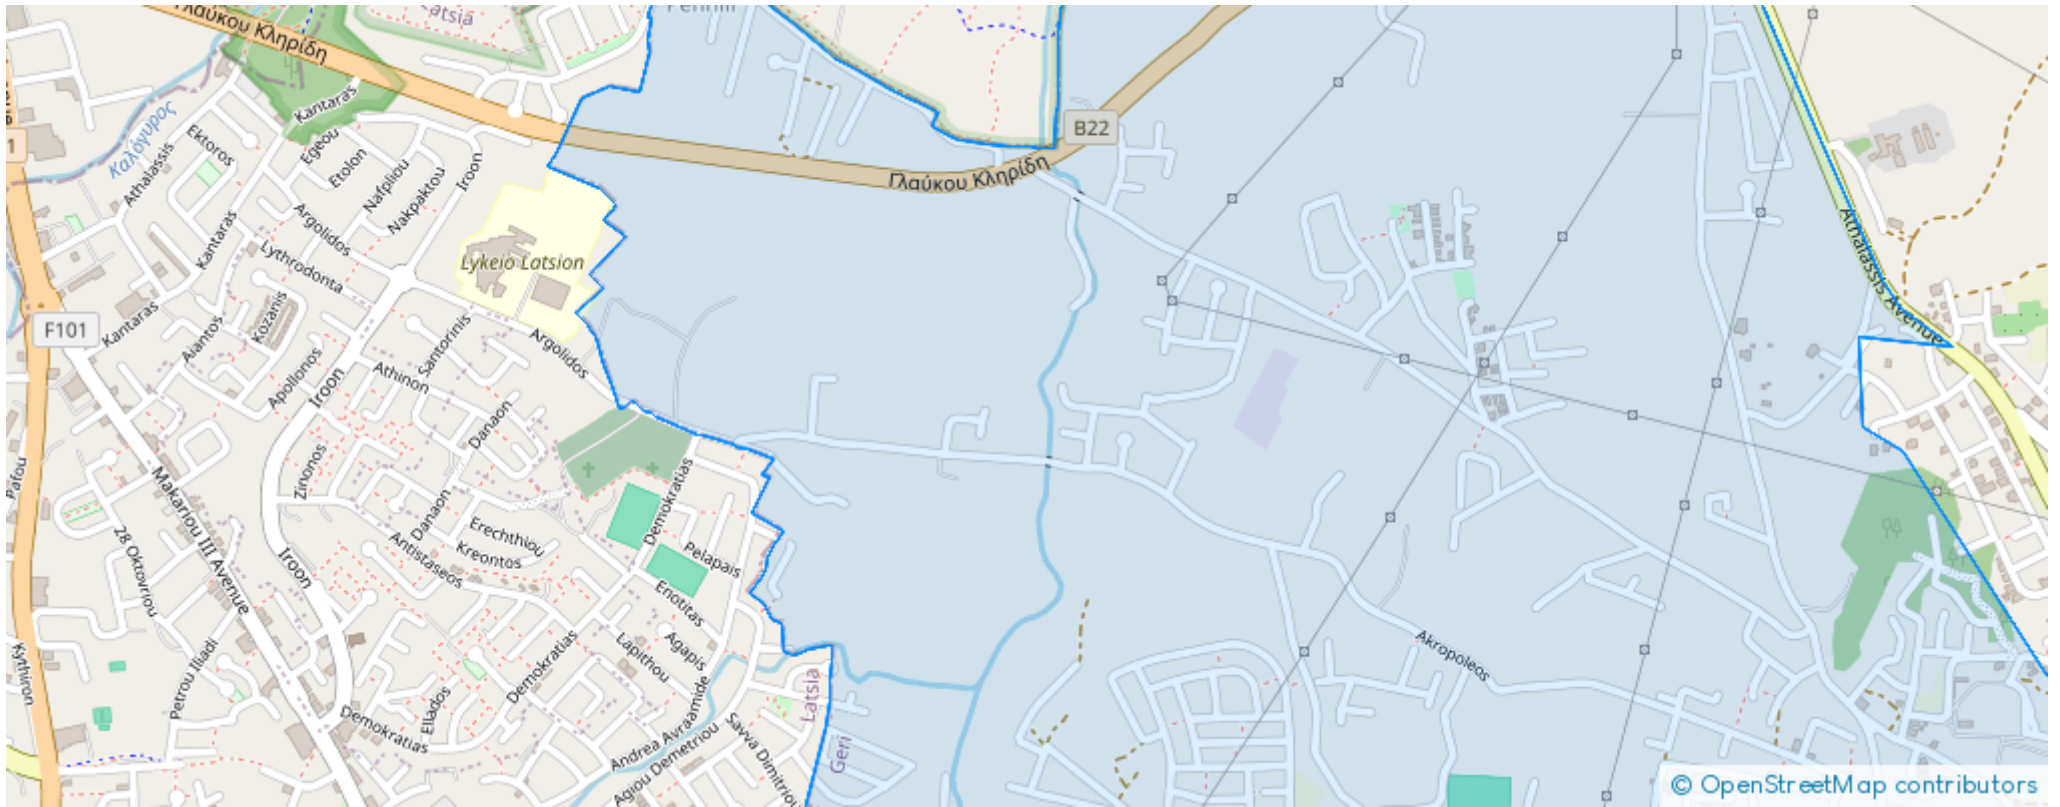 Latsia
Γλαύκου Κληρίδη
Καλόγυρος
Kantaras
Ektoros
Egeou
Athalassis
Etolon
Nafpliou
Iroon
Nakpaktou
Argolidos
Kantaras
Lythrodonta
Lykeio Latsion
B22
Γλαύκου Κληρίδη
Athalassis Avenue
F101
Kantaras
Kozanis
Aiantos
Santorinis
Argolidos
Apollonos
Iroon
Athinon
Danaon
Zinonos
Pafou
Makariou III Avenue
Danaon
Demokratias
Erechthiou
Kreontos
Antistaseos
Pelapais
Eriotitas
28 Oktovriou
Iroon
Lapithou
Agapis
Demokratias
Akropoleos
Kythiron
Petrou Iliadi
Ellados
Demokratias
Andrea Avraamide
Agiou Demetriou
Savva Dimitriou
Latsia
Geri
© OpenStreetMap contributors